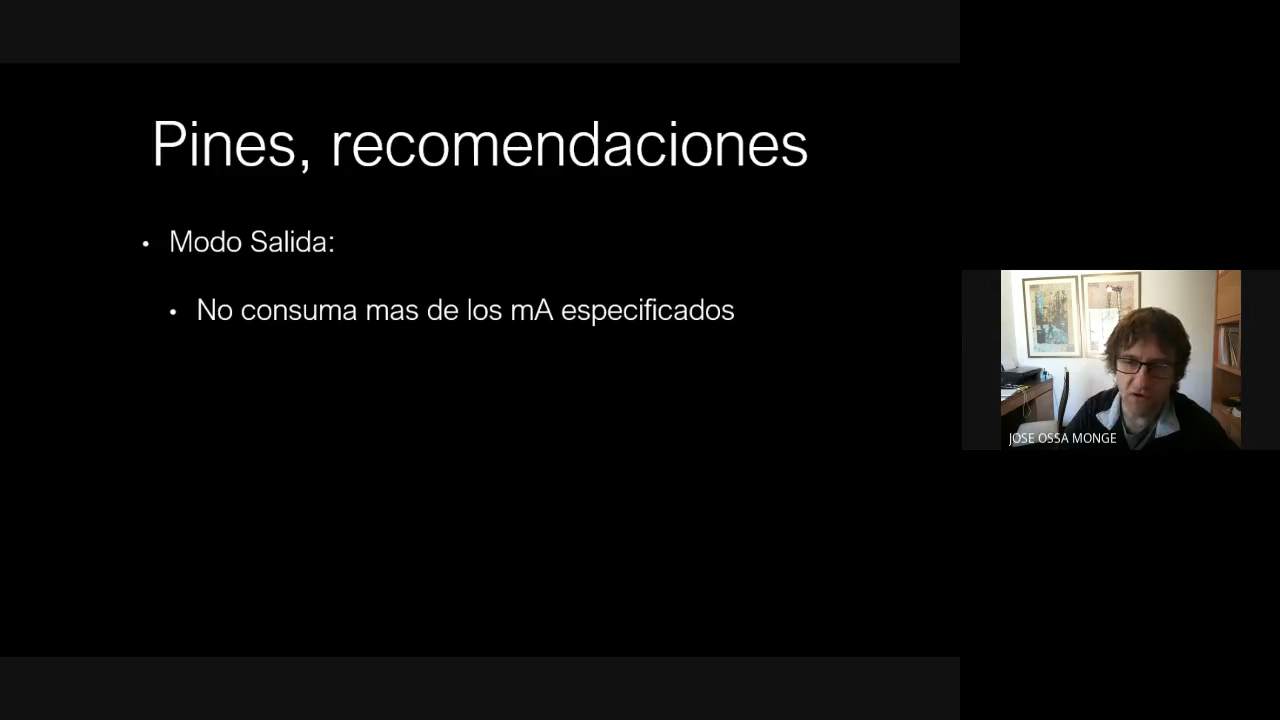 Pines, recomendaciones
• Modo Salida:
• No consuma mas de los mA especificados
JOSE OSSA MONGE